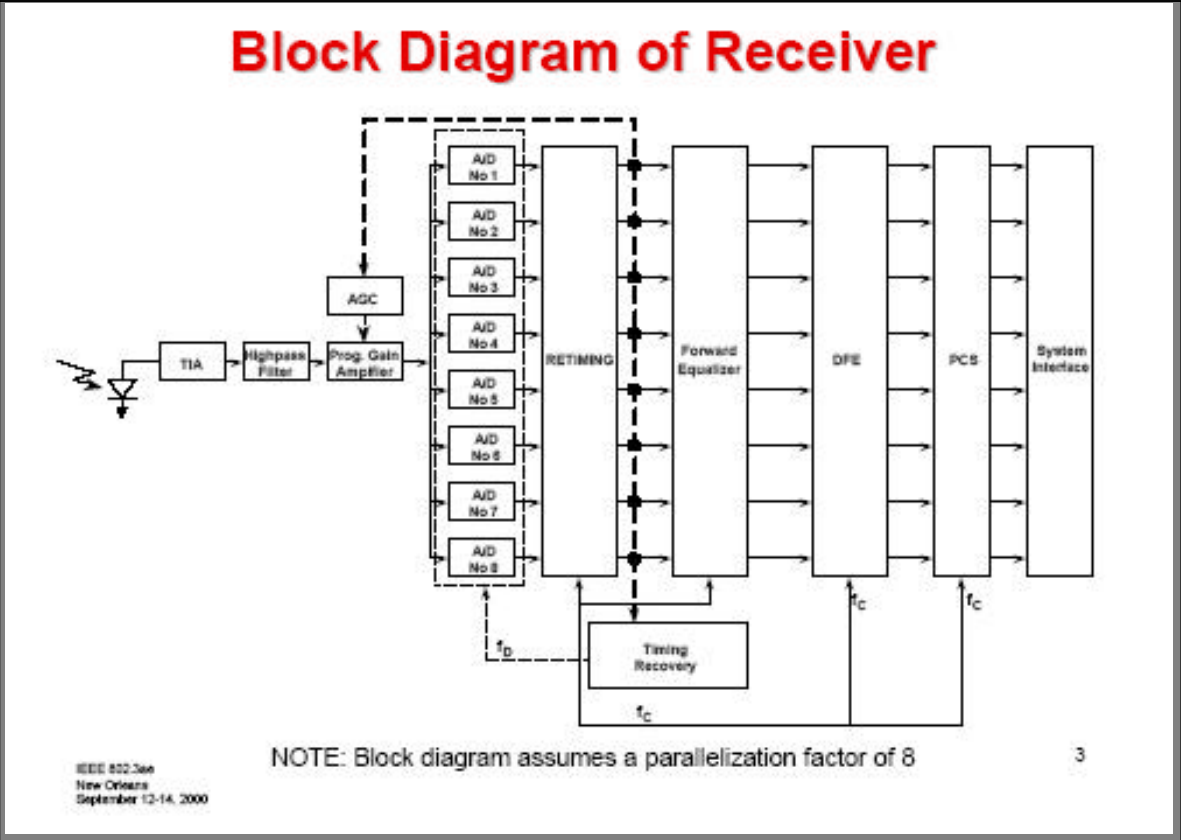 Block Diagram of Receiver
A/D
No 1
A/D
No 2
A/D
No 3
AGC
A/D
No 4
TIA
Highpass
Filter
Prog. Gain
Amplifier
RETIMING
Forward
Equalizer
DFE
PCS
System
Interface
A/D
No 5
A/D
No 6
A/D
No 7
A/D
No 8
fC
fC
fD
Timing
Recovery
fC
NOTE: Block diagram assumes a parallelization factor of 8
3
IEEE 802.3ae
New Orleans
September 12-14, 2000